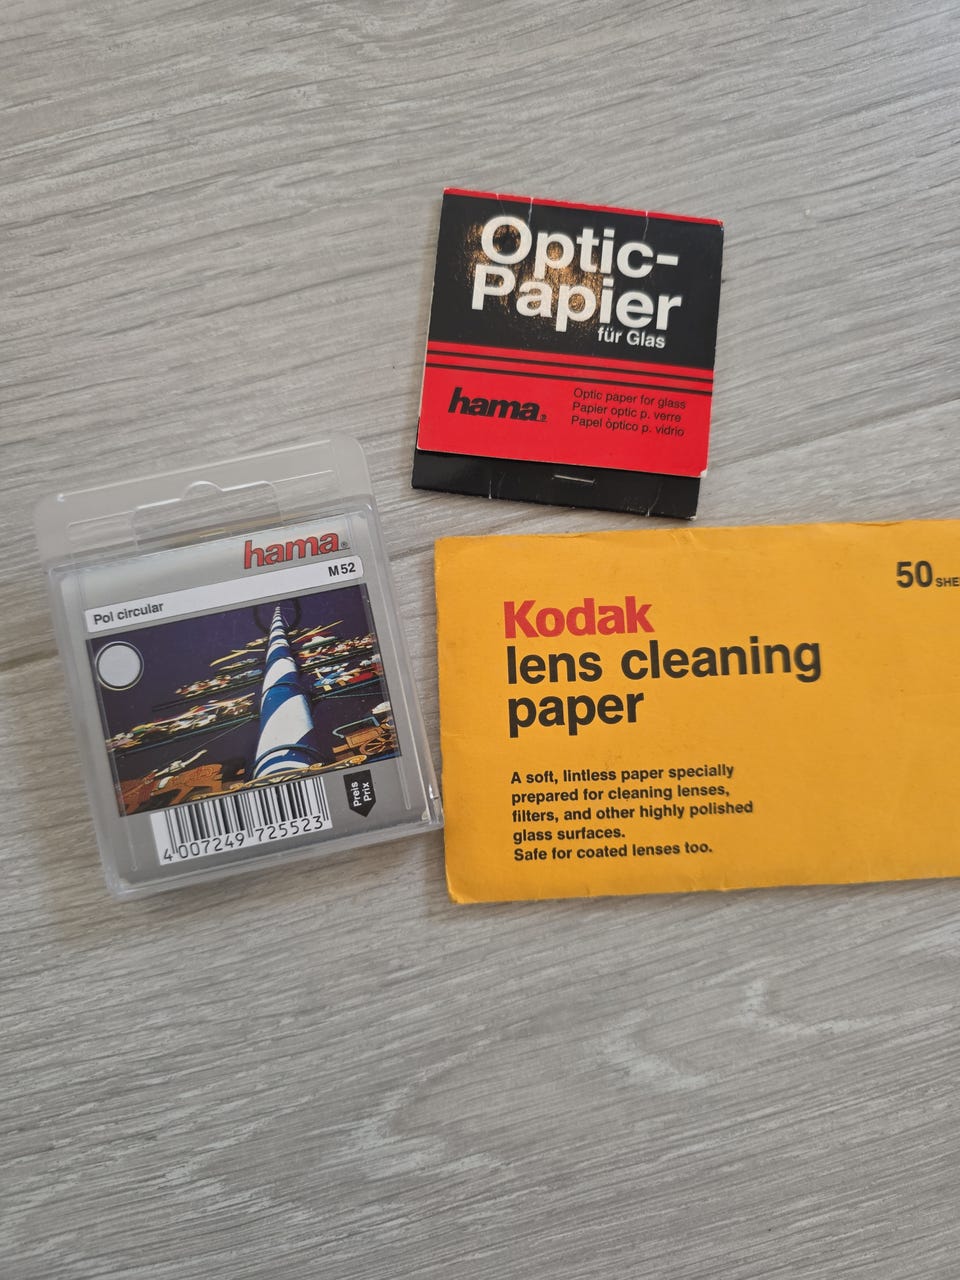 Optic-
Papier
für Glas
hama®
Optic paper for glass
Papier optic p. verre
Papel òptico p. vidrio
hama®
M 52
Pol circular
Preis
Prix
4 007249 725523
50
Kodak
lens cleaning
paper
A soft, lintless paper specially
prepared for cleaning lenses,
filters, and other highly polished
glass surfaces.
Safe for coated lenses too.